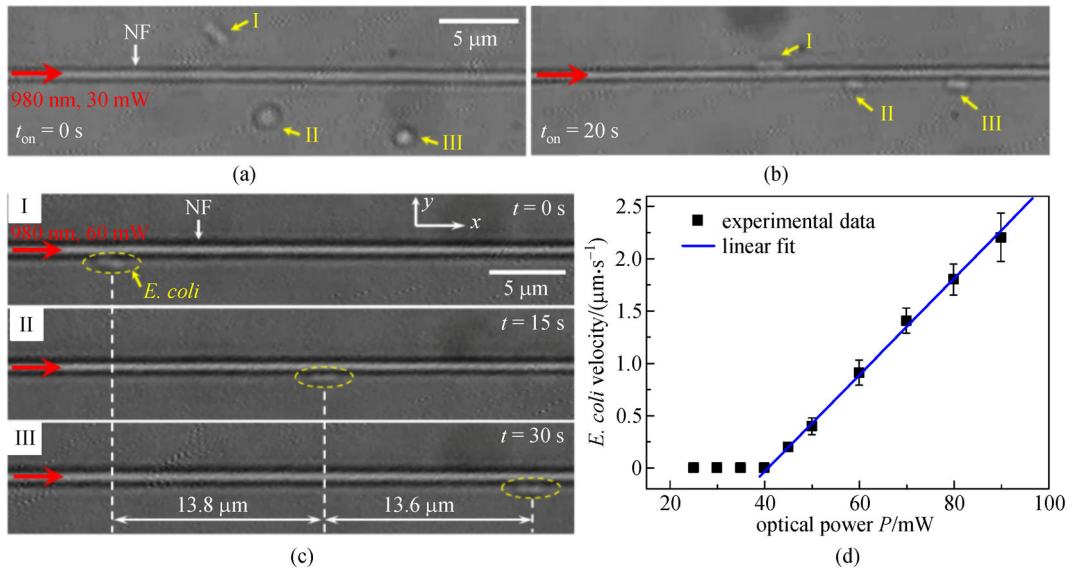 I
NF
5 μm
980 nm, 30 mW
t_on = 0 s
II
III
(a)
I
II
III
t_on = 20 s
(b)
I
NF
y
x
t = 0 s
980 nm, 60 mW
E. coli
5 μm
II
t = 15 s
III
t = 30 s
13.8 μm
13.6 μm
(c)
E. coli velocity/(μm·s⁻¹)
2.5
2.0
1.5
1.0
0.5
0
experimental data
linear fit
20
40
60
80
100
optical power P/mW
(d)